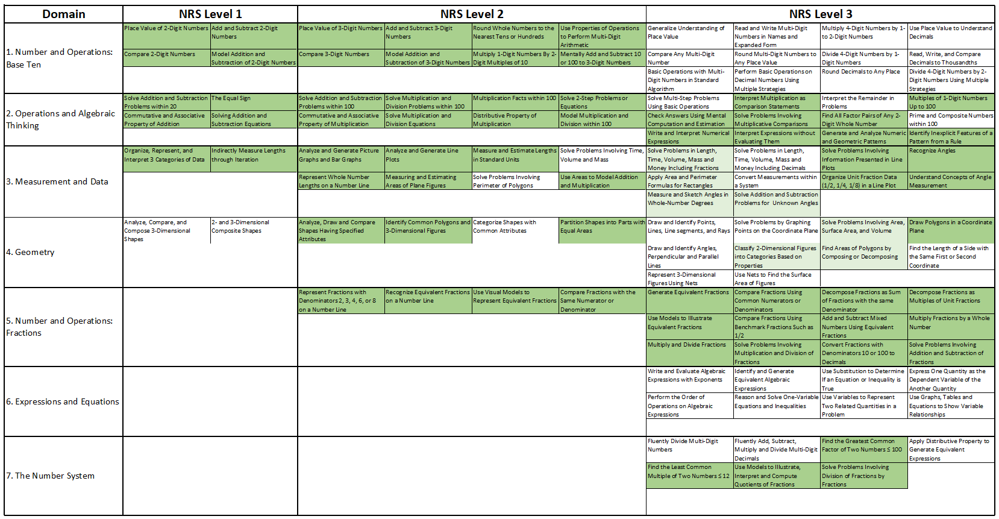 Domain
NRS Level 1
NRS Level 2
NRS Level 3
1. Number and Operations:
Base Ten
Place Value of 2-Digit Numbers
Add and Subtract 2-Digit
Numbers
Place Value of 3-Digit Numbers
Add and Subtract 3-Digit
Numbers
Round Whole Numbers to the
Nearest Tens or Hundreds
Use Properties of Operations
to Perform Multi-Digit
Arithmetic
Generalize Understanding of
Place Value
Read and Write Multi-Digit
Numbers in Names and
Expanded Form
Multiply 4-Digit Numbers by 1-
to 2-Digit Numbers
Use Place Value to Understand
Decimals
Compare 2-Digit Numbers
Model Addition and
Subtraction of 2-Digit Numbers
Compare 3-Digit Numbers
Model Addition and
Subtraction of 3-Digit Numbers
Multiply 1-Digit Numbers By 2-
Digit Multiples of 10
Mentally Add and Subtract 10
or 100 to 3-Digit Numbers
Compare Any Multi-Digit
Number
Round Multi-Digit Numbers to
Any Place Value
Divide 4-Digit Numbers by 1-
Digit Numbers
Read, Write, and Compare
Decimals to Thousandths
Basic Operations with Multi-
Digit Numbers in Standard
Algorithm
Perform Basic Operations on
Decimal Numbers Using
Multiple Strategies
Round Decimals to Any Place
Divide 4-Digit Numbers by 2-
Digit Numbers Using Multiple
Strategies
2. Operations and Algebraic
Thinking
Solve Addition and Subtraction
Problems within 20
The Equal Sign
Solve Addition and Subtraction
Problems within 100
Solve Multiplication and
Division Problems within 100
Multiplication Facts within 100
Solve 2-Step Problems or
Equations
Solve Multi-Step Problems
Using Basic Operations
Interpret Multiplication as
Comparison Statements
Interpret the Remainder in
Problems
Multiples of 1-Digit Numbers
Up to 100
Commutative and Associative
Property of Addition
Solving Addition and
Subtraction Equations
Commutative and Associative
Property of Multiplication
Solve Multiplication and
Division Equations
Distributive Property of
Multiplication
Model Multiplication and
Division within 100
Check Answers Using Mental
Computation and Estimation
Solve Problems Involving
Multiplicative Comparisons
Find All Factor Pairs of Any 2-
Digit Whole Number
Prime and Composite Numbers
within 100
Write and Interpret Numerical
Expressions
Interpret Expressions without
Evaluating Them
Generate and Analyze Numeric
and Geometric Patterns
Identify Inexplicit Features of a
Pattern from a Rule
3. Measurement and Data
Organize, Represent, and
Interpret 3 Categories of Data
Indirectly Measure Lengths
through Iteration
Analyze and Generate Picture
Graphs and Bar Graphs
Analyze and Generate Line
Plots
Measure and Estimate Lengths
in Standard Units
Solve Problems Involving Time,
Volume and Mass
Solve Problems in Length,
Time, Volume, Mass and
Money Including Fractions
Solve Problems in Length,
Time, Volume, Mass and
Money Including Decimals
Solve Problems Involving
Information Presented in Line
Plots
Recognize Angles
Represent Whole Number
Lengths on a Number Line
Measuring and Estimating
Areas of Plane Figures
Solve Problems Involving
Perimeter of Polygons
Use Areas to Model Addition
and Multiplication
Apply Area and Perimeter
Formulas for Rectangles
Convert Measurements within
a System
Organize Unit Fraction Data
(1/2, 1/4, 1/8) in a Line Plot
Understand Concepts of Angle
Measurement
Measure and Sketch Angles in
Whole-Number Degrees
Solve Addition and Subtraction
Problems for Unknown Angles
4. Geometry
Analyze, Compare, and
Compose 3-Dimensional
Shapes
2- and 3-Dimensional
Composite Shapes
Analyze, Draw and Compare
Shapes Having Specified
Attributes
Identify Common Polygons and
3-Dimensional Figures
Categorize Shapes with
Common Attributes
Partition Shapes into Parts with
Equal Areas
Draw and Identify Points,
Lines, Line segments, and Rays
Solve Problems by Graphing
Points on the Coordinate Plane
Solve Problems Involving Area,
Surface Area, and Volume
Draw Polygons in a Coordinate
Plane
Draw and Identify Angles,
Perpendicular and Parallel
Lines
Classify 2-Dimensional Figures
into Categories Based on
Properties
Find Areas of Polygons by
Composing or Decomposing
Find the Length of a Side with
the Same First or Second
Coordinate
Represent 3-Dimensional
Figures Using Nets
Use Nets to Find the Surface
Area of Figures
5. Number and Operations:
Fractions
Represent Fractions with
Denominators 2, 3, 4, 6, or 8
on a Number Line
Recognize Equivalent Fractions
on a Number Line
Use Visual Models to
Represent Equivalent Fractions
Compare Fractions with the
Same Numerator or
Denominator
Generate Equivalent Fractions
Compare Fractions Using
Common Numerators or
Denominators
Decompose Fractions as Sum
of Fractions with the same
Denominator
Decompose Fractions as
Multiples of Unit Fractions
Use Models to Illustrate
Equivalent Fractions
Compare Fractions Using
Benchmark Fractions Such as
1/2
Add and Subtract Mixed
Numbers Using Equivalent
Fractions
Multiply Fractions by a Whole
Number
Multiply and Divide Fractions
Solve Problems Involving
Multiplication and Division of
Fractions
Convert Fractions with
Denominators 10 or 100 to
Decimals
Solve Problems Involving
Addition and Subtraction of
Fractions
6. Expressions and Equations
Write and Evaluate Algebraic
Expressions with Exponents
Identify and Generate
Equivalent Algebraic
Expressions
Use Substitution to Determine
If an Equation or Inequality is
True
Express One Quantity as the
Dependent Variable of the
Another Quantity
Perform the Order of
Operations on Algebraic
Expressions
Reason and Solve One-Variable
Equations and Inequalities
Use Variables to Represent
Two Related Quantities in a
Problem
Use Graphs, Tables and
Equations to Show Variable
Relationships
7. The Number System
Fluently Divide Multi-Digit
Numbers
Fluently Add, Subtract,
Multiply and Divide Multi-Digit
Decimals
Find the Greatest Common
Factor of Two Numbers ≤ 100
Apply Distributive Property to
Generate Equivalent
Expressions
Find the Least Common
Multiple of Two Numbers ≤ 12
Use Models to Illustrate,
Interpret and Compute
Quotients of Fractions
Solve Problems Involving
Division of Fractions by
Fractions